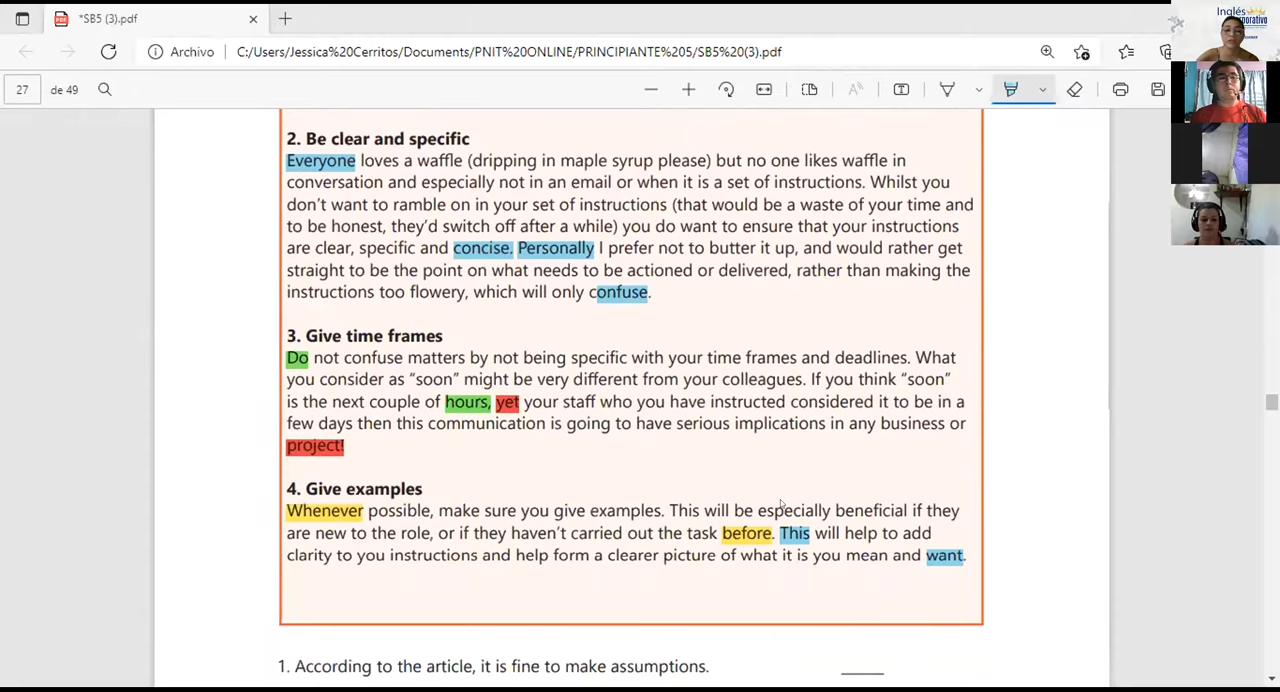 *SB5 (3).pdf
Archivo
C:/Users/Jessica%20Cerritos/Documents/PNIT%20ONLINE/PRINCIPIANTE%205/SB5%20(3).pdf
Inglés
27 de 49
2. Be clear and specific
Everyone loves a waffle (dripping in maple syrup please) but no one likes waffle in
conversation and especially not in an email or when it is a set of instructions. Whilst you
don't want to ramble on in your set of instructions (that would be a waste of your time and
to be honest, they'd switch off after a while) you do want to ensure that your instructions
are clear, specific and concise. Personally I prefer not to butter it up, and would rather get
straight to be the point on what needs to be actioned or delivered, rather than making the
instructions too flowery, which will only confuse.
3. Give time frames
Do not confuse matters by not being specific with your time frames and deadlines. What
you consider as “soon” might be very different from your colleagues. If you think “soon”
is the next couple of hours, yet your staff who you have instructed considered it to be in a
few days then this communication is going to have serious implications in any business or
project!
4. Give examples
Whenever possible, make sure you give examples. This will be especially beneficial if they
are new to the role, or if they haven't carried out the task before. This will help to add
clarity to you instructions and help form a clearer picture of what it is you mean and want.
1. According to the article, it is fine to make assumptions.